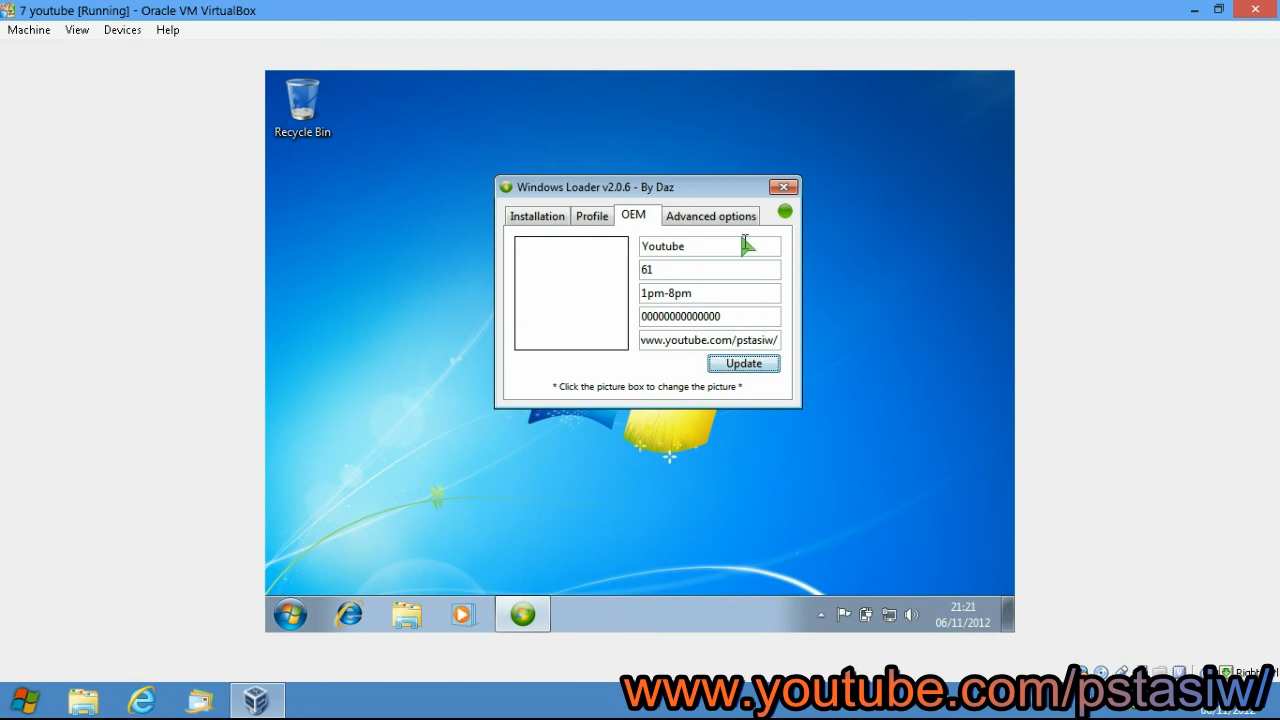 7 youtube [Running] - Oracle VM VirtualBox
Machine View Devices Help
Recycle Bin
Windows Loader v2.0.6 - By Daz
Installation Profile OEM Advanced options
Youtube
61
1pm-8pm
00000000000000
www.youtube.com/pstasiw/
Update
* Click the picture box to change the picture *
21:21
06/11/2012
www.youtube.com/pstasiw/